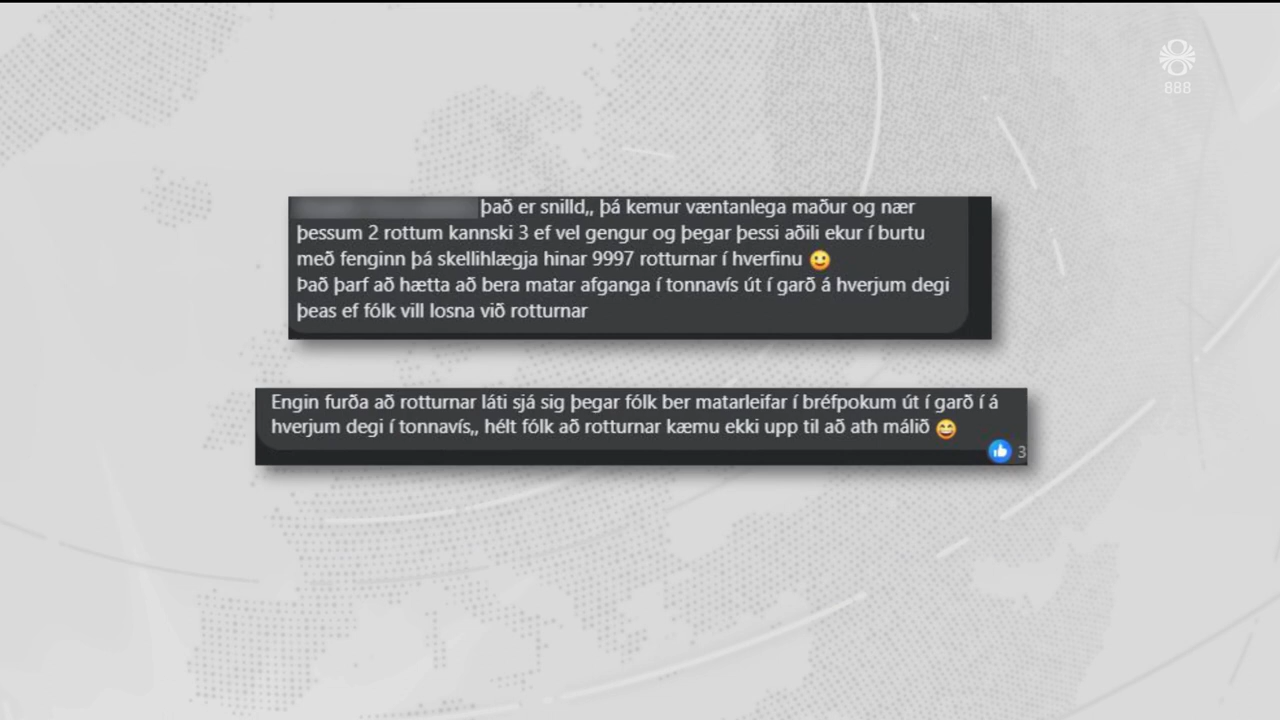 888
það er snilld,, þá kemur væntanlega maður og nær
þessum 2 rottum kannski 3 ef vel gengur og þegar þessi aðili ekur í burtu
með fenginn þá skellihlægja hinar 9997 rotturnar í hverfinu 😃
Það þarf að hætta að bera matar afganga í tonnavís út í garð á hverjum degi
þeas ef fólk vill losna við rotturnar
Engin furða að rotturnar láti sjá sig þegar fólk ber matarleifar í bréfpokum út í garð í á
hverjum degi í tonnavís,, hélt fólk að rotturnar kæmu ekki upp til að ath málið 😄
3